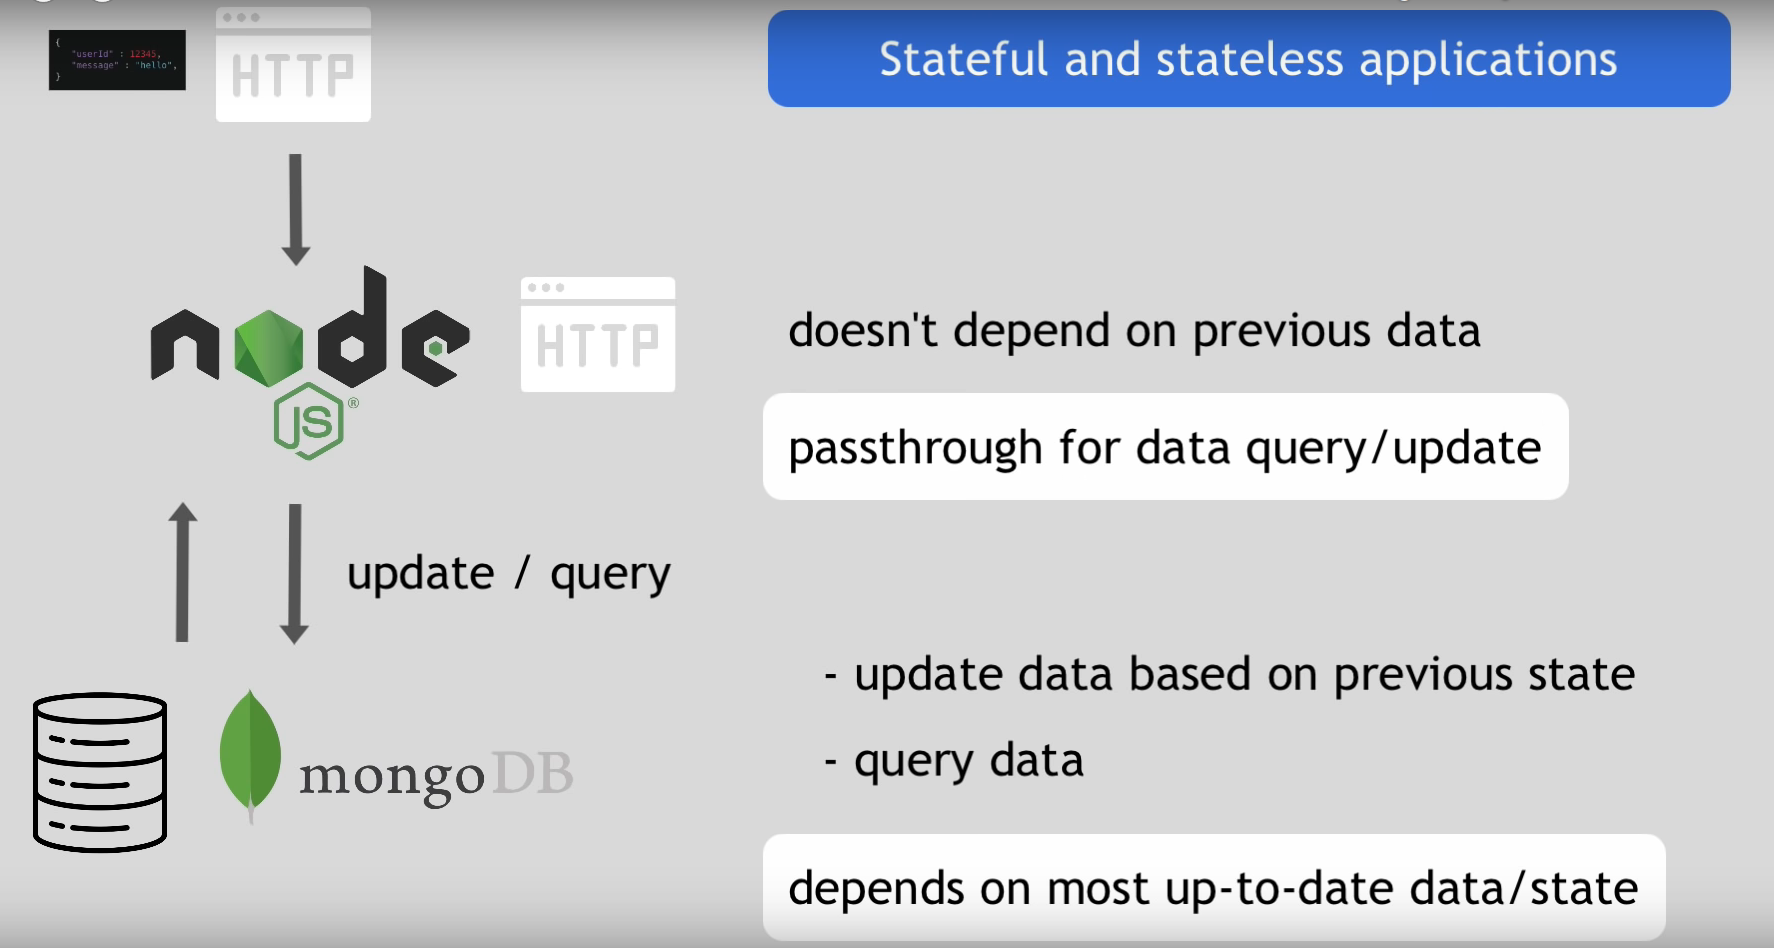 Stateful and stateless applications
{
"userId" : 12345,
"message" : "hello",
}
HTTP
node
JS®
HTTP
doesn't depend on previous data
passthrough for data query/update
update / query
- update data based on previous state
- query data
mongoDB
depends on most up-to-date data/state